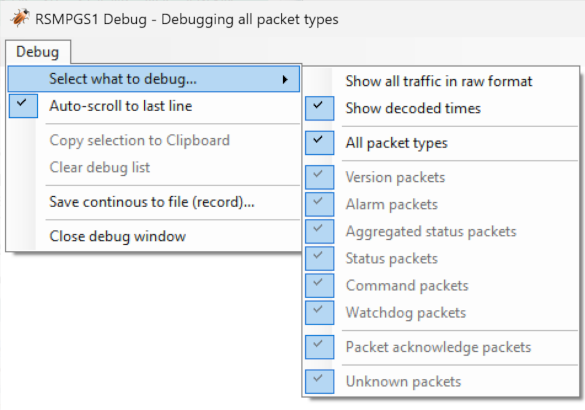 RSMPGS1 Debug - Debugging all packet types
Debug
Select what to debug...
Auto-scroll to last line
Copy selection to Clipboard
Clear debug list
Save continous to file (record)...
Close debug window
Show all traffic in raw format
Show decoded times
All packet types
Version packets
Alarm packets
Aggregated status packets
Status packets
Command packets
Watchdog packets
Packet acknowledge packets
Unknown packets